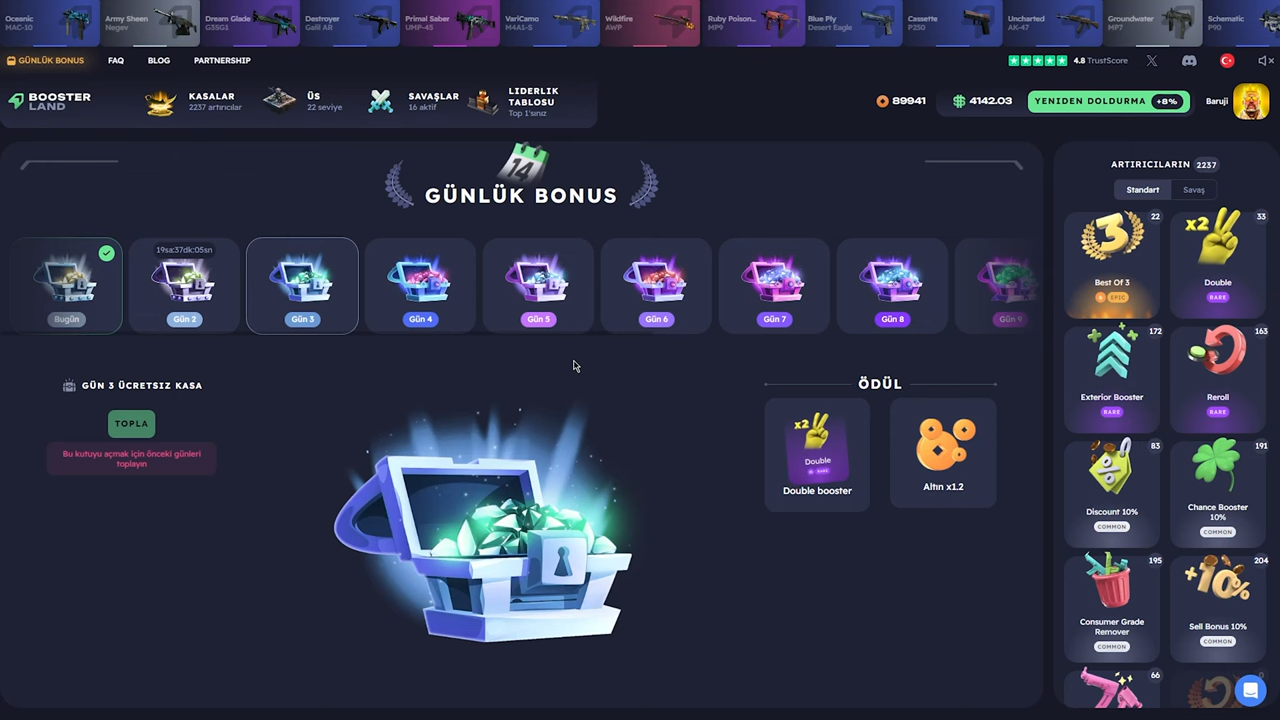 Oceanic
MAC-10
Army Sheen
Negev
Dream Glade
G3SG1
Destroyer
Galil AR
Primal Saber
UMP-45
VariCamo
M4A1-S
Wildfire
AWP
Ruby Poison...
MP9
Blue Ply
Desert Eagle
Cassette
P250
Uncharted
AK-47
Groundwater
MP7
Schematic
P90
GÜNLÜK BONUS
FAQ
BLOG
PARTNERSHIP
4.8 TrustScore
BOOSTER
LAND
KASALAR
2237 artırıcılar
ÜS
22 seviye
SAVAŞLAR
16 aktif
LIDERLIK
TABLOSU
Top 1'sınız
89941
4142.03
YENIDEN DOLDURMA +8%
Baruji
14
GÜNLÜK BONUS
Bugün
19sa:37dk:05sn
Gün 2
Gün 3
Gün 4
Gün 5
Gün 6
Gün 7
Gün 8
Gün 9
GÜN 3 ÜCRETSIZ KASA
TOPLA
Bu kutuyu açmak için önceki günleri
toplayın
ÖDÜL
x2
Double
RARE
Double booster
Altın x1.2
ARTIRICILARIN 2237
Standart
Savaş
22
3
Best Of 3
EPIC
33
x2
Double
RARE
172
Exterior Booster
RARE
163
Reroll
RARE
83
%
Discount 10%
COMMON
191
Chance Booster
10%
COMMON
195
Consumer Grade
Remover
COMMON
204
+10%
Sell Bonus 10%
COMMON
66